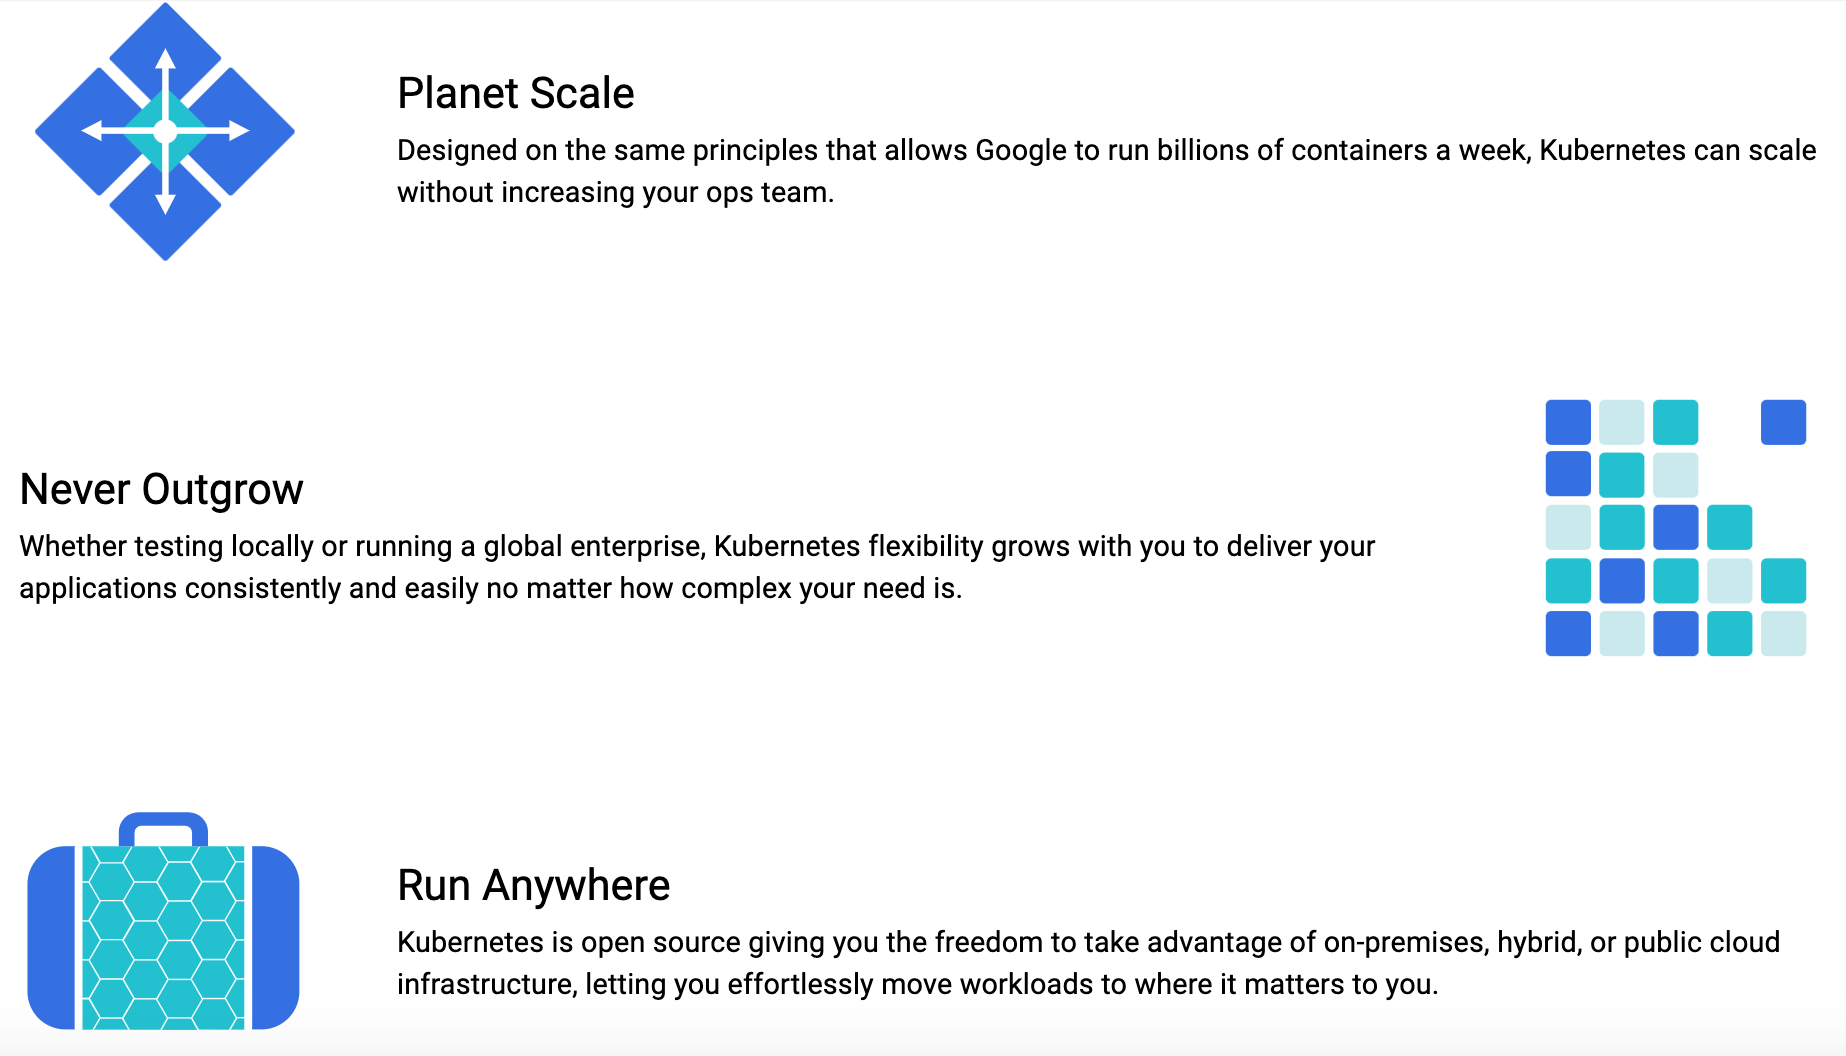 Planet Scale
Designed on the same principles that allows Google to run billions of containers a week, Kubernetes can scale
without increasing your ops team.
Never Outgrow
Whether testing locally or running a global enterprise, Kubernetes flexibility grows with you to deliver your
applications consistently and easily no matter how complex your need is.
Run Anywhere
Kubernetes is open source giving you the freedom to take advantage of on-premises, hybrid, or public cloud
infrastructure, letting you effortlessly move workloads to where it matters to you.